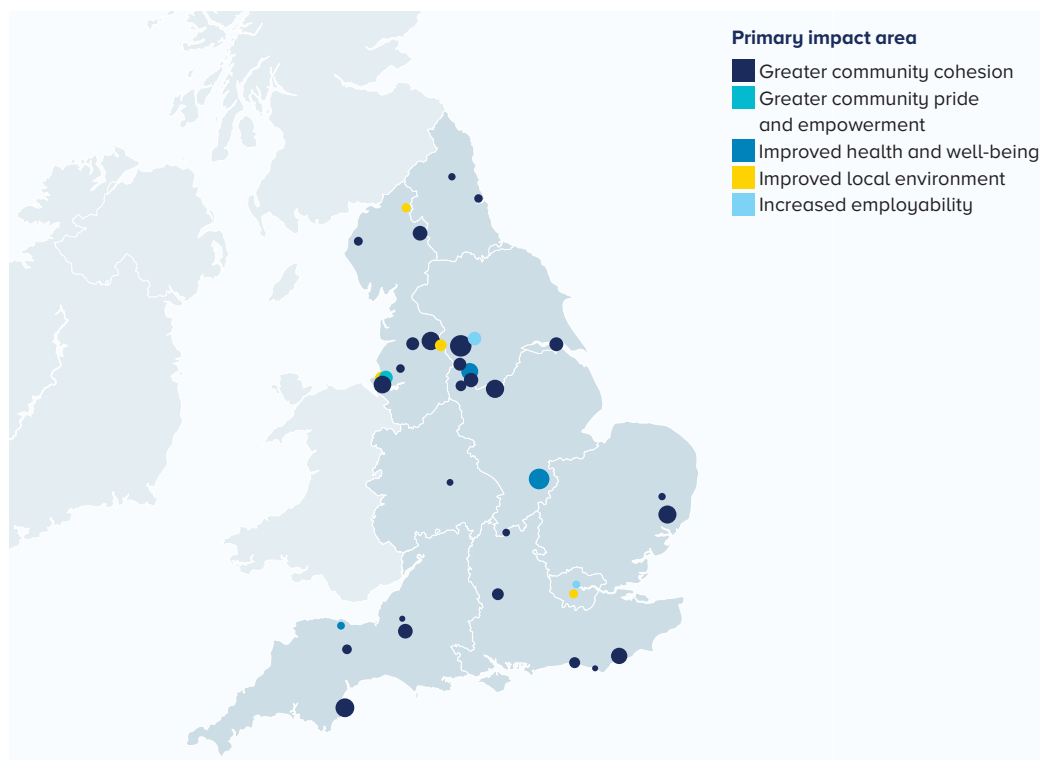 Primary impact area
Greater community cohesion
Greater community pride
and empowerment
Improved health and well-being
Improved local environment
Increased employability